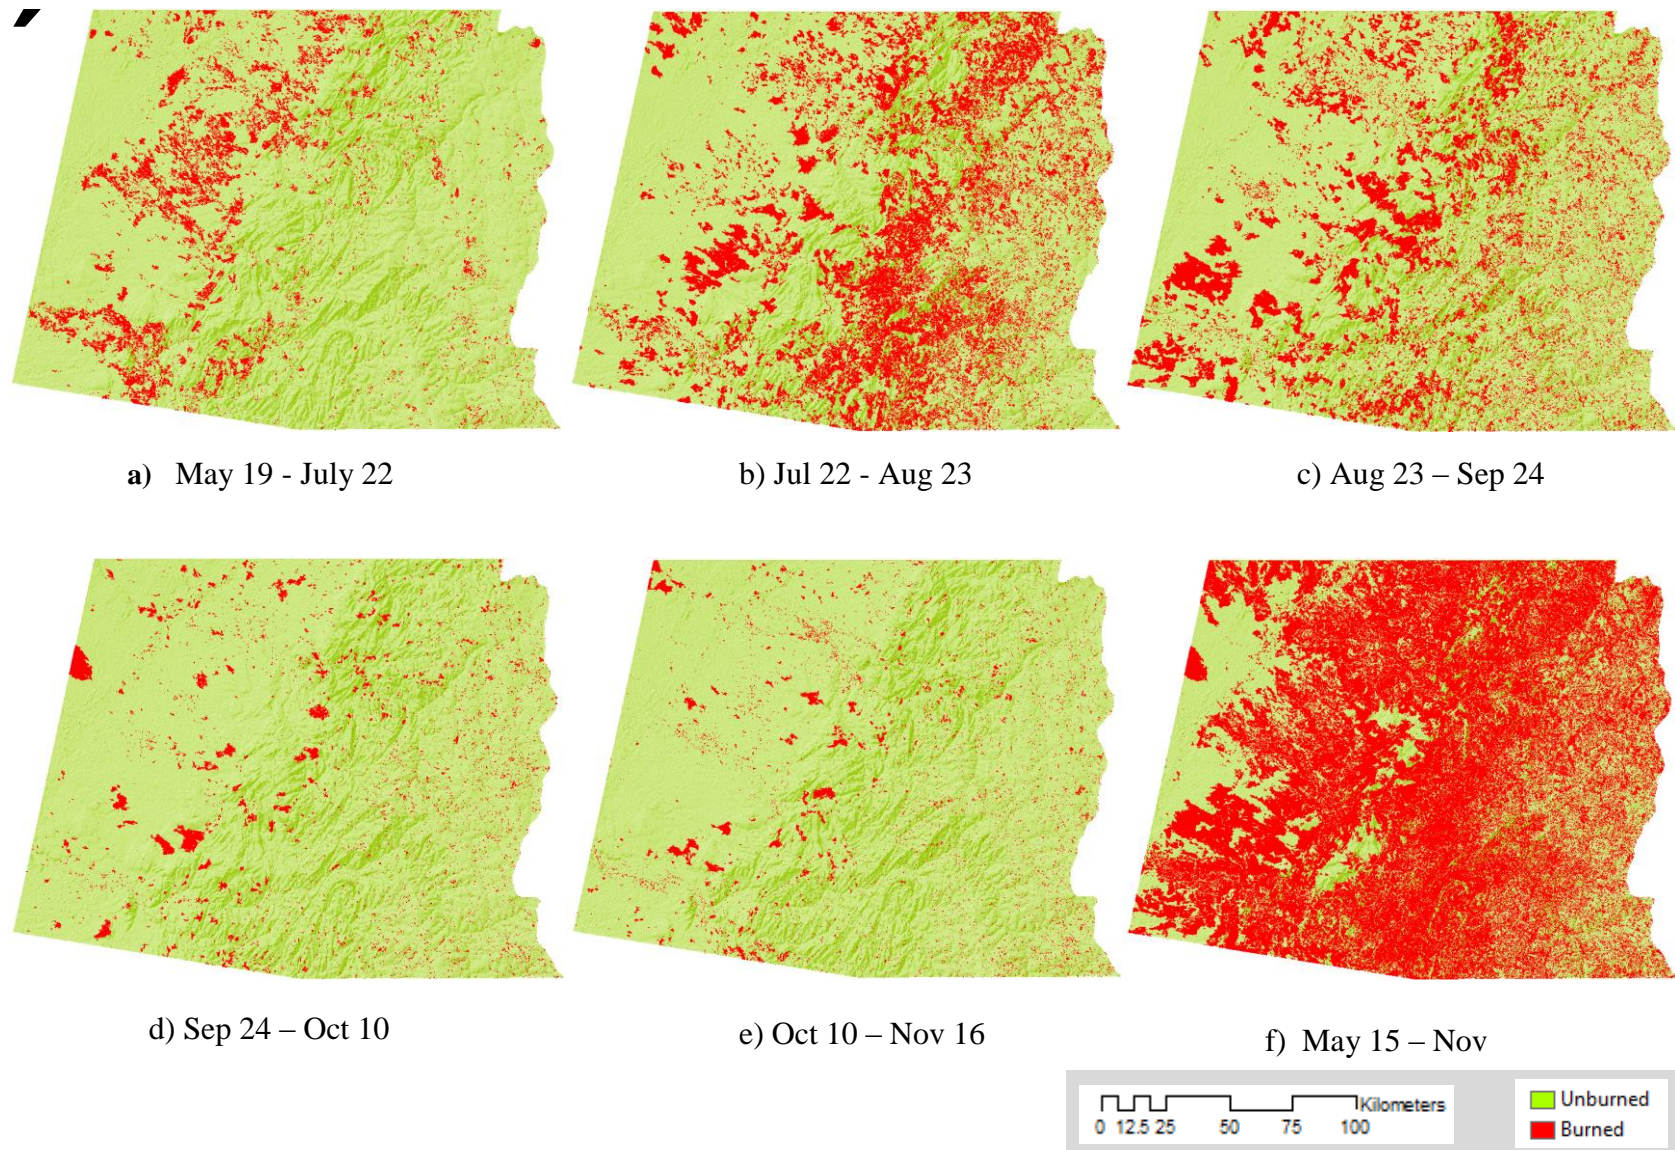 a) May 19 - July 22
b) Jul 22 - Aug 23
c) Aug 23 – Sep 24
d) Sep 24 – Oct 10
e) Oct 10 – Nov 16
f) May 15 – Nov
Kilometers
0 12.5 25 50 75 100
Unburned
Burned